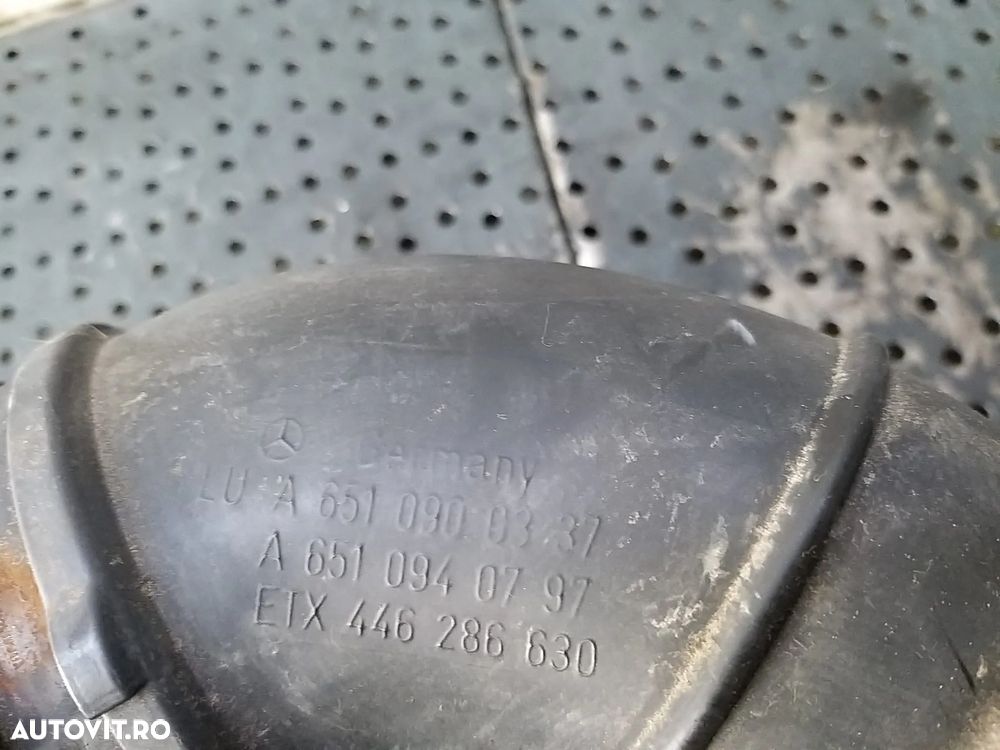 Germany
LU A 651 090 03 37
A 651 094 07 97
ETX 446 286 630
AUTOVIT.RO